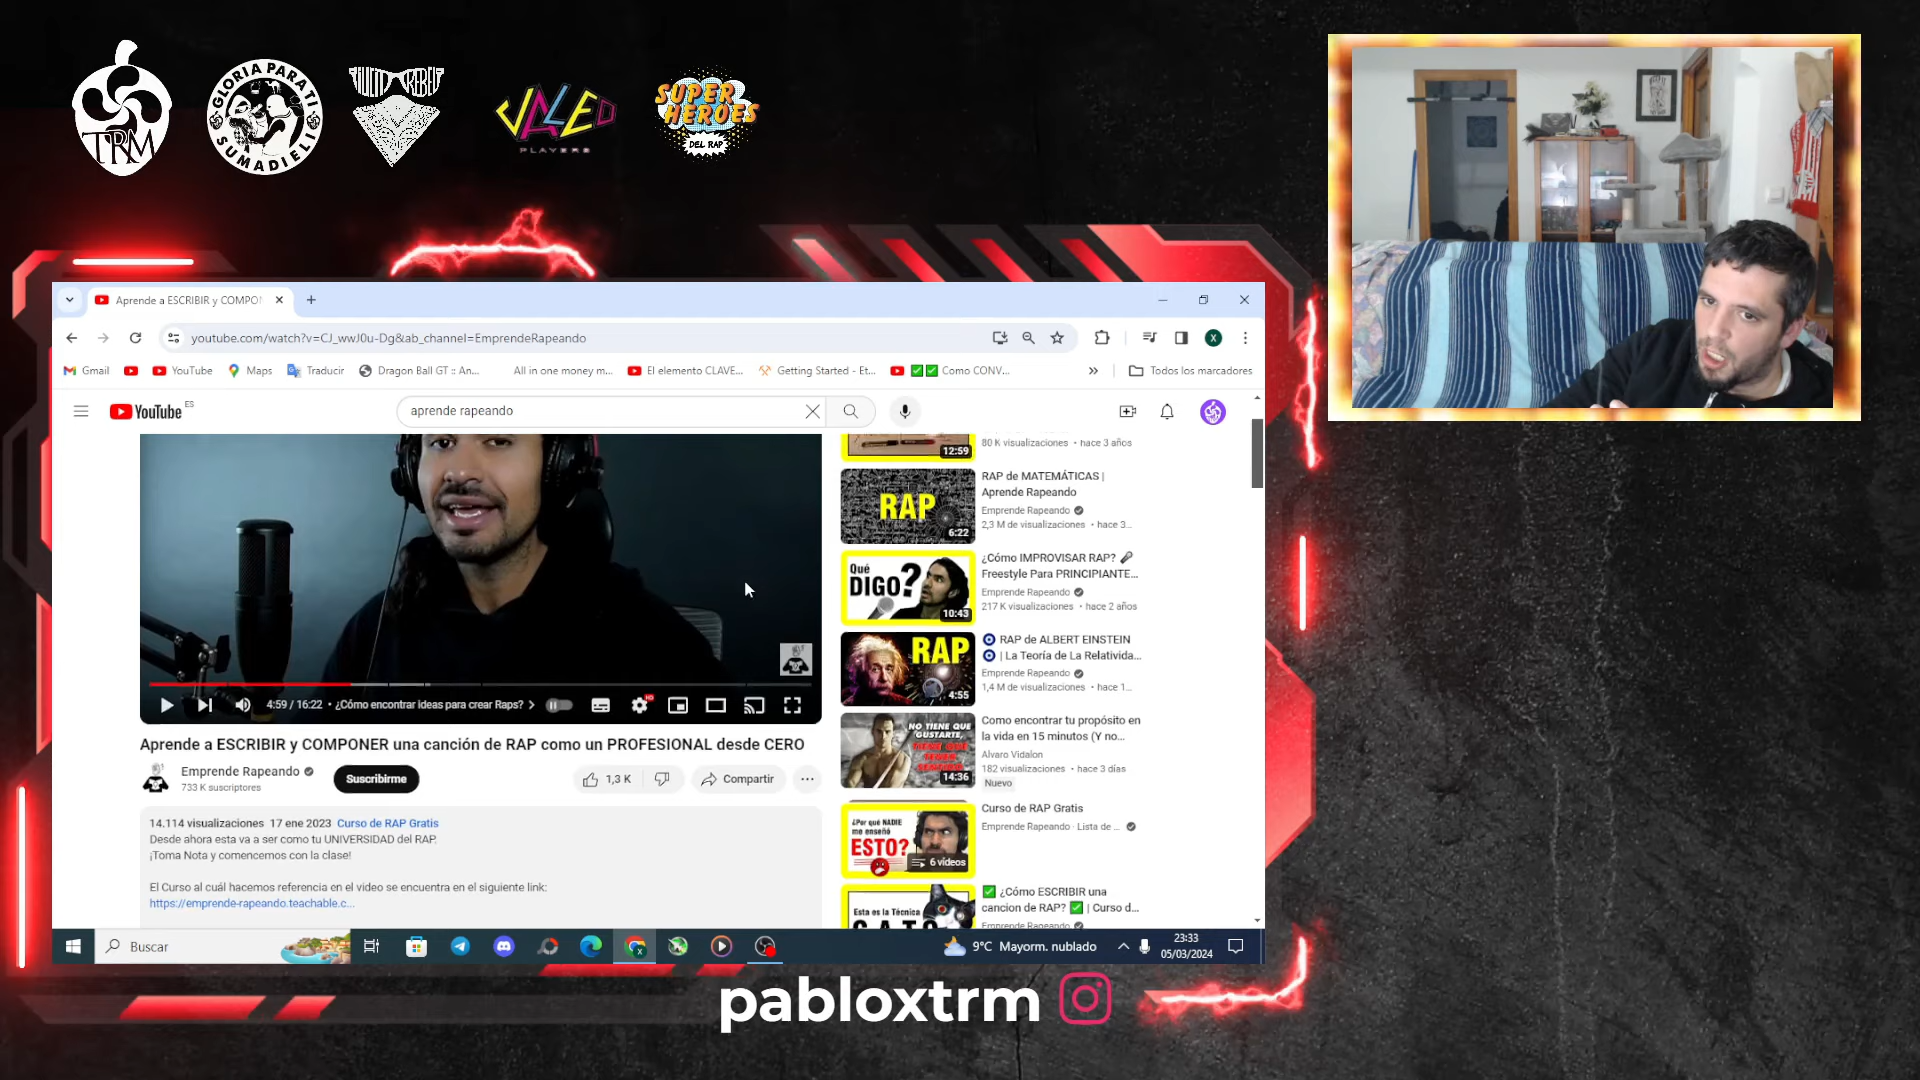 TRM
GLORIA PARATI
SUMADIELI
REBEL
JALEO
PLAYERS
SUPER
HEROES
DEL RAP
Aprende a ESCRIBIR y COMPO
youtube.com/watch?v=CJ_wwJ0u-Dg&ab_channel=EmprendeRapeando
X
Gmail
YouTube
Maps
Traducir
Dragon Ball GT :: An...
All in one money m...
El elemento CLAVE...
Getting Started - Et...
Como CONV...
»
Todos los marcadores
YouTube ES
aprende rapeando
12:59
80 K visualizaciones • hace 3 años
RAP
6:22
RAP de MATEMÁTICAS |
Aprende Rapeando
Emprende Rapeando
2,3 M de visualizaciones • hace 3...
Qué
DIGO?
10:43
¿Cómo IMPROVISAR RAP? 🎤
Freestyle Para PRINCIPIANTE...
Emprende Rapeando
217 K visualizaciones • hace 2 años
RAP
4:55
RAP de ALBERT EINSTEIN
| La Teoría de La Relativida...
Emprende Rapeando
1,4 M de visualizaciones • hace 1...
NO TIENE QUE
GUSTARTE,
TIENE QUE
TENER
SENTIDO
14:36
Como encontrar tu propósito en
la vida en 15 minutos (Y no...
Alvaro Vidalon
182 visualizaciones • hace 3 días
Nuevo
¿Por qué NADIE
me enseñó
ESTO?
6 vídeos
Curso de RAP Gratis
Emprende Rapeando · Lista de ...
Esta es la Técnica
GATO
✅ ¿Cómo ESCRIBIR una
cancion de RAP? ✅ | Curso d...
Emprende Rapeando
4:59 / 16:22 • ¿Cómo encontrar ideas para crear Raps? >
HD
Aprende a ESCRIBIR y COMPONER una canción de RAP como un PROFESIONAL desde CERO
Emprende Rapeando
733 K suscriptores
Suscribirme
1,3 K
Compartir
14.114 visualizaciones 17 ene 2023 Curso de RAP Gratis
Desde ahora esta va a ser como tu UNIVERSIDAD del RAP.
¡Toma Nota y comencemos con la clase!
El Curso al cuál hacemos referencia en el video se encuentra en el siguiente link:
https://emprende-rapeando.teachable.c...
Buscar
9°C Mayorm. nublado
23:33
05/03/2024
pabloxtrm